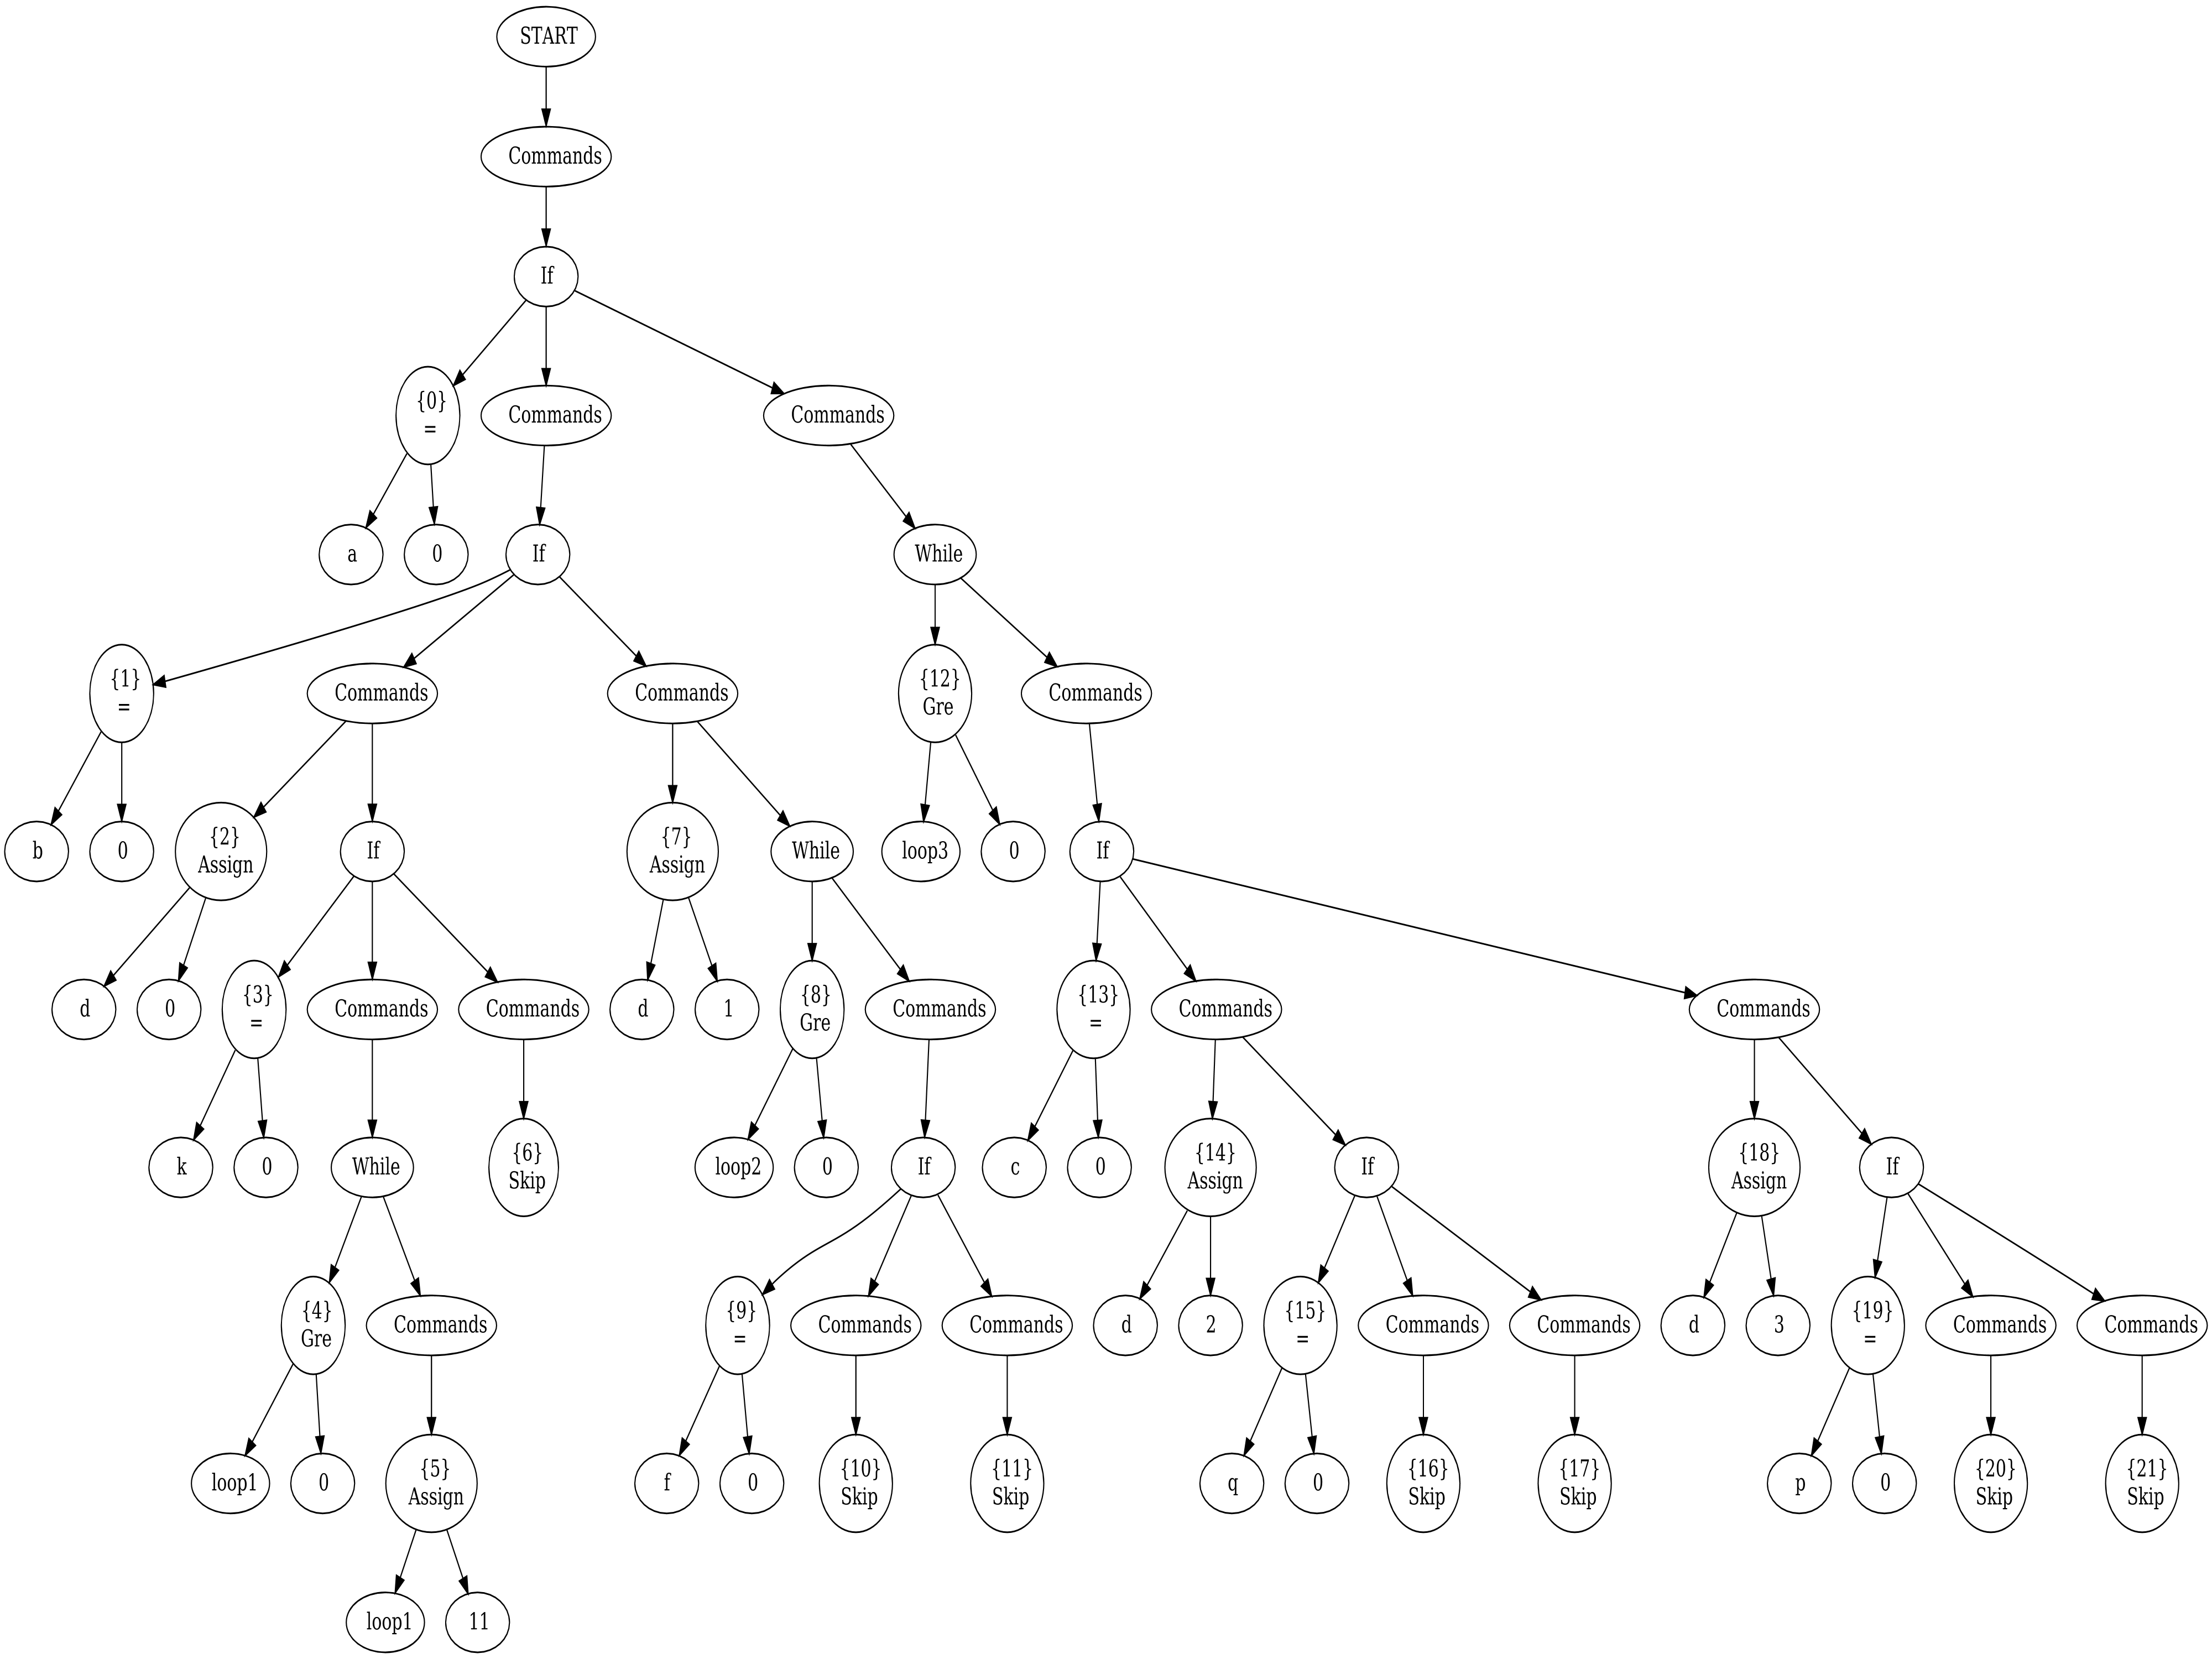 START
Commands
If
{0}
=
Commands
Commands
a
0
If
While
{1}
=
Commands
Commands
{12}
Gre
Commands
b
0
{2}
Assign
If
{7}
Assign
While
loop3
0
If
d
0
{3}
=
Commands
Commands
d
1
{8}
Gre
Commands
{13}
=
Commands
Commands
k
0
While
{6}
Skip
loop2
0
If
c
0
{14}
Assign
If
{18}
Assign
If
{4}
Gre
Commands
{9}
=
Commands
Commands
d
2
{15}
=
Commands
Commands
d
3
{19}
=
Commands
Commands
loop1
0
{5}
Assign
f
0
{10}
Skip
{11}
Skip
q
0
{16}
Skip
{17}
Skip
p
0
{20}
Skip
{21}
Skip
loop1
11